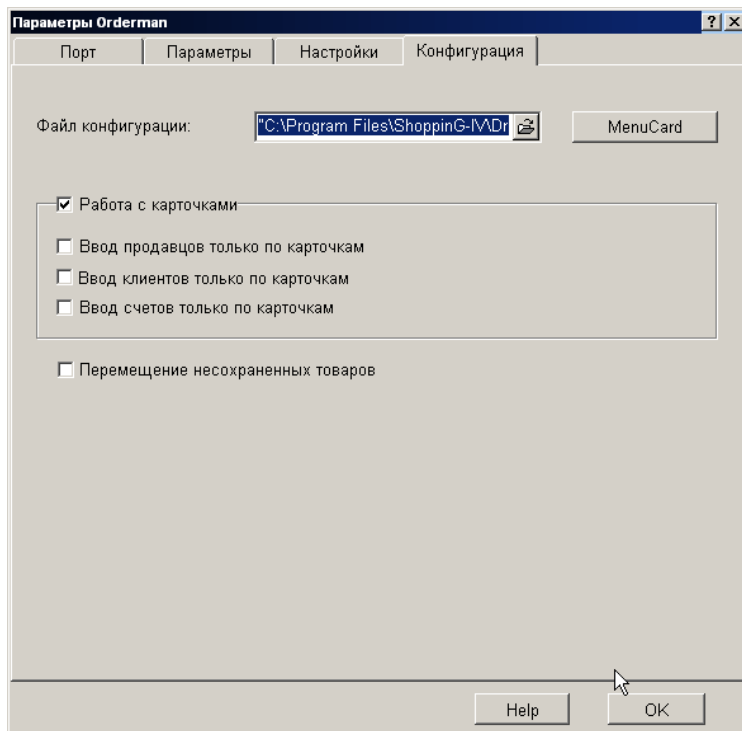 Параметры Orderman
Порт Параметры Настройки Конфигурация
Файл конфигурации: "C:\Program Files\ShoppinG-IV\Dr MenuCard
Работа с карточками
Ввод продавцов только по карточкам
Ввод клиентов только по карточкам
Ввод счетов только по карточкам
Перемещение несохраненных товаров
Help OK